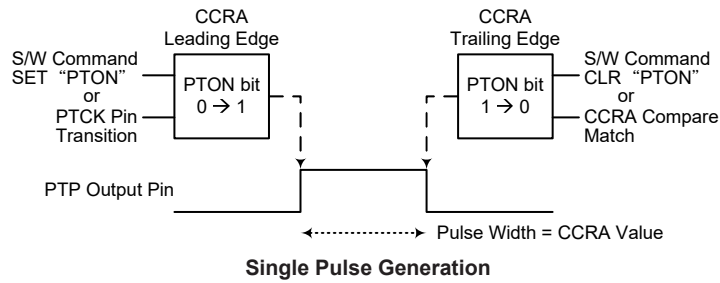 CCRA
Leading Edge
S/W Command
SET “PTON”
or
PTCK Pin
Transition
PTON bit
0 → 1
CCRA
Trailing Edge
PTON bit
1 → 0
S/W Command
CLR “PTON”
or
CCRA Compare
Match
PTP Output Pin
Pulse Width = CCRA Value
Single Pulse Generation